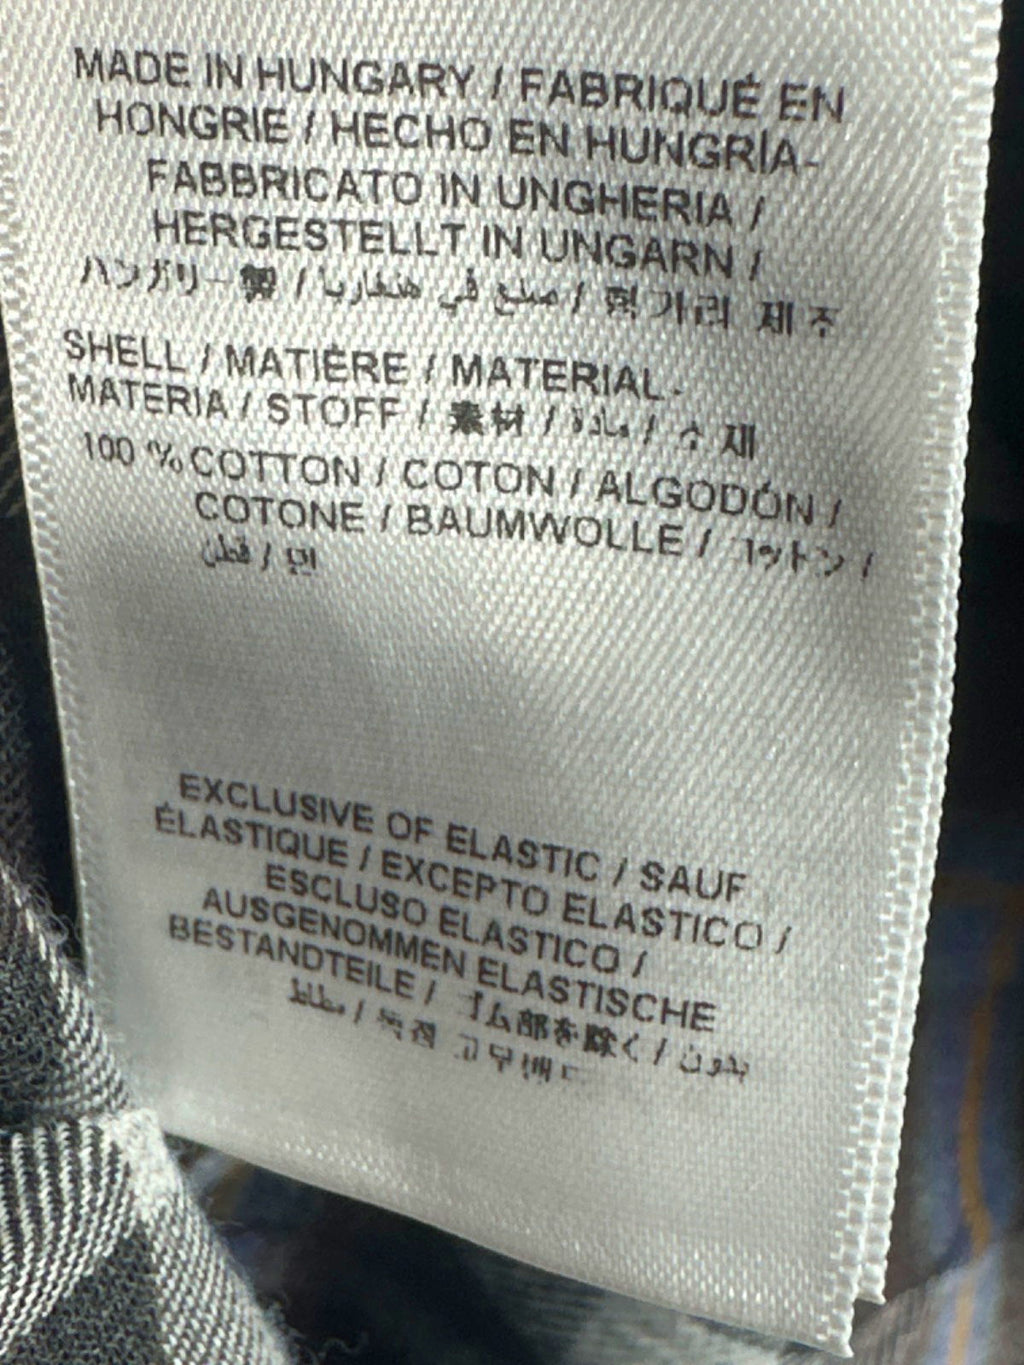 MADE IN HUNGARY / FABRIQUÉ EN
HONGRIE / HECHO EN HUNGRÍA-
FABBRICATO IN UNGHERIA /
HERGESTELLT IN UNGARN /
ハンガリー製 / صنع في هنغاريا / 헝가리 제조
SHELL / MATIÈRE / MATERIAL-
MATERIA / STOFF / 素材 / مادة / 소재
100 % COTTON / COTON / ALGODÓN /
COTONE / BAUMWOLLE / コットン /
قطن / 면
EXCLUSIVE OF ELASTIC / SAUF
ÉLASTIQUE / EXCEPTO ELASTICO /
ESCLUSO ELASTICO /
AUSGENOMMEN ELASTISCHE
BESTANDTEILE / ゴム部を除く / بدون
مطاط / 고무